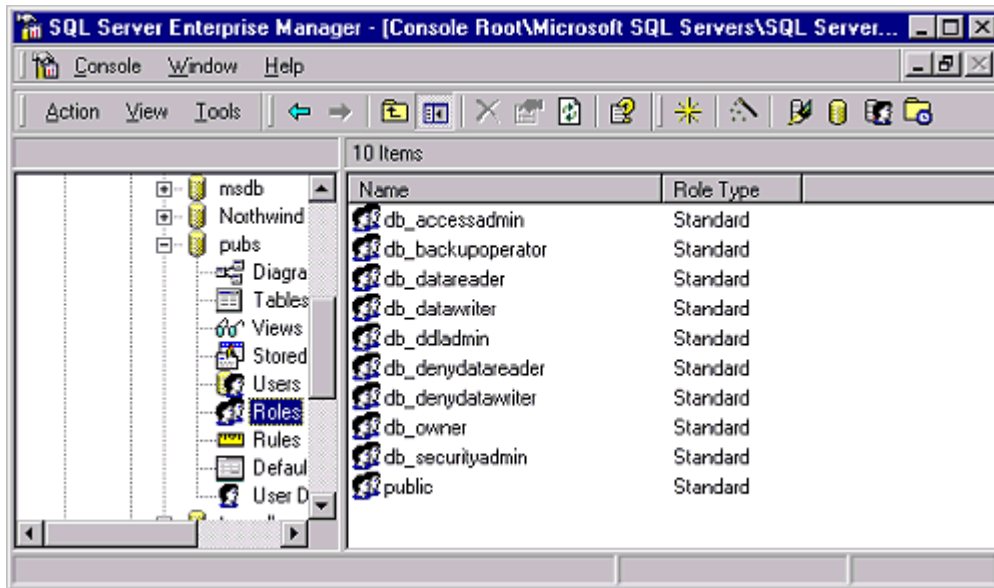 SQL Server Enterprise Manager - [Console Root\Microsoft SQL Servers\SQL Server...
Console Window Help
Action View Tools
10 Items
msdb
Northwind
pubs
Diagra
Tables
Views
Stored
Users
Roles
Rules
Defaul
User D
Name Role Type
db_accessadmin Standard
db_backupoperator Standard
db_datareader Standard
db_datawriter Standard
db_ddladmin Standard
db_denydatareader Standard
db_denydatawriter Standard
db_owner Standard
db_securityadmin Standard
public Standard